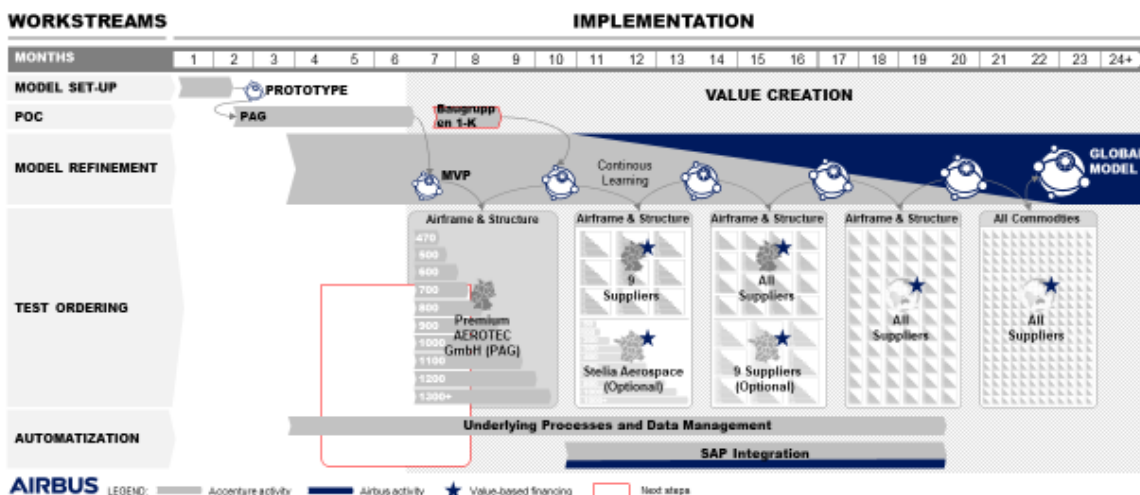 WORKSTREAMS
IMPLEMENTATION
MONTHS 1 2 3 4 5 6 7 8 9 10 11 12 13 14 15 16 17 18 19 20 21 22 23 24+
MODEL SET-UP
PROTOTYPE
VALUE CREATION
POC
PAG
Baugrupp
en 1-K
MODEL REFINEMENT
MVP
Continous
Learning
GLOBA
MODEL
TEST ORDERING
Airframe & Structure
470
500
600
700
800
900
1000
1100
1200
1300+
Premium
AEROTEC
GmbH (PAG)
Airframe & Structure
9
Suppliers
Stelia Aerospace
(Optional)
Airframe & Structure
All
Suppliers
9 Suppliers
(Optional)
Airframe & Structure
All
Suppliers
All Commodties
All
Suppliers
AUTOMATIZATION
Underlying Processes and Data Management
SAP Integration
AIRBUS LEGEND: Accenture activity Airbus activity Value-based financing Next steps